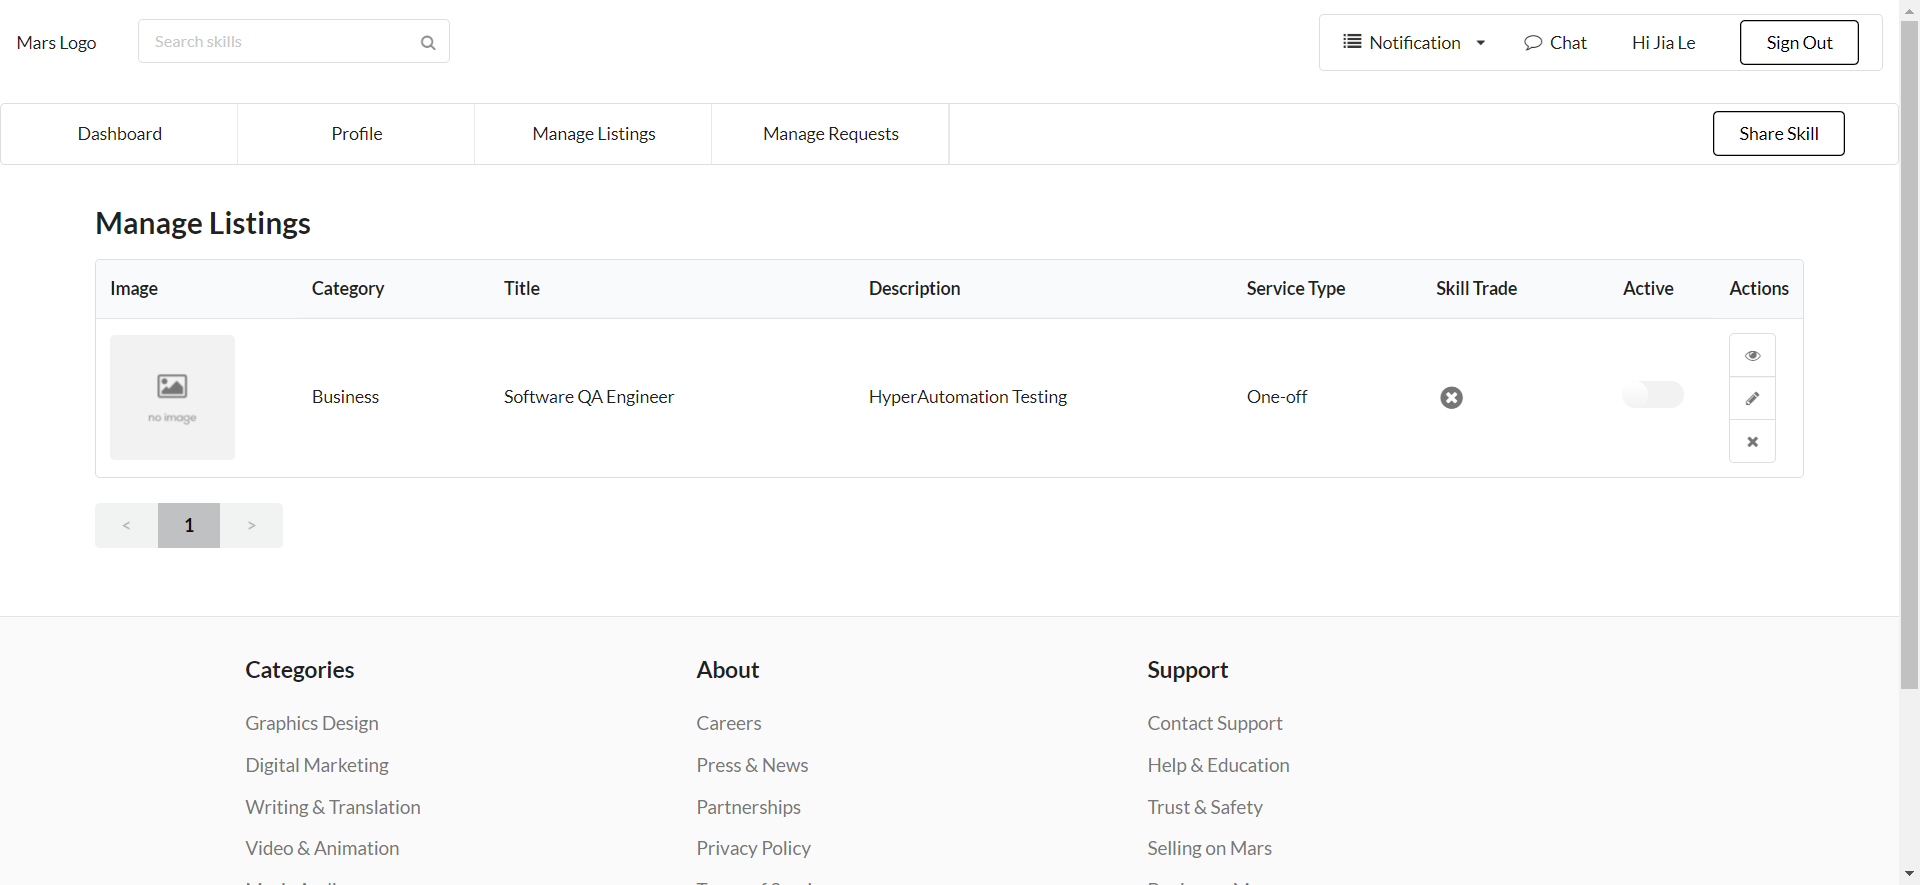 Mars Logo
Search skills
Notification
Chat
Hi Jia Le
Sign Out
Dashboard
Profile
Manage Listings
Manage Requests
Share Skill
Manage Listings
Image Category Title Description Service Type Skill Trade Active Actions
no image
Business Software QA Engineer HyperAutomation Testing One-off
< 1 >
Categories
Graphics Design
Digital Marketing
Writing & Translation
Video & Animation
About
Careers
Press & News
Partnerships
Privacy Policy
Support
Contact Support
Help & Education
Trust & Safety
Selling on Mars